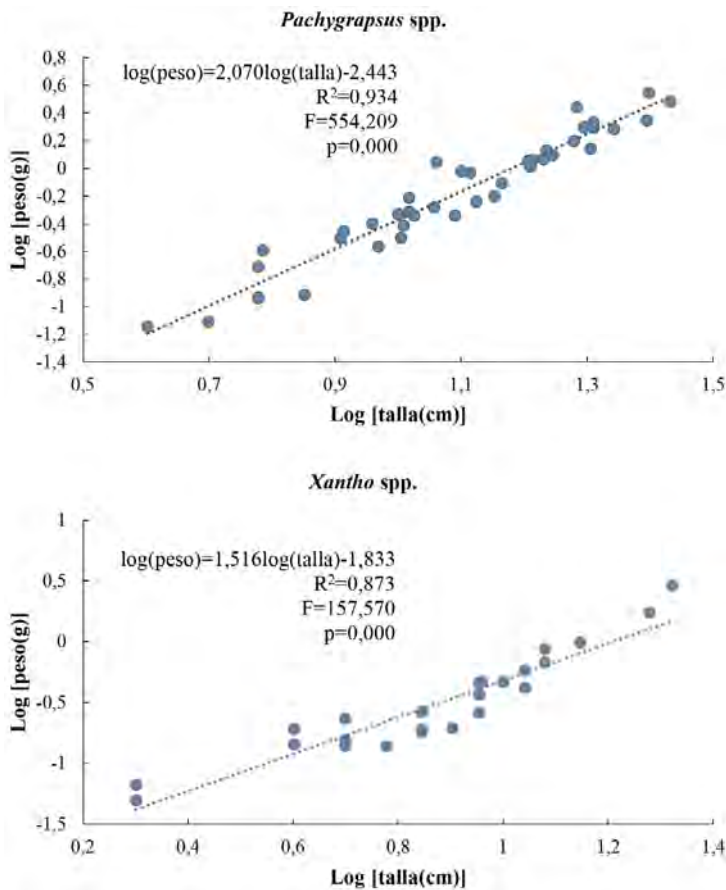 Pachygrapsus spp.
log(peso)=2,070log(talla)-2,443
R²=0,934
F=554,209
p=0,000
Log [peso(g)]
0,8
0,6
0,4
0,2
0
-0,2
-0,4
-0,6
-0,8
-1
-1,2
-1,4
0,5 0,7 0,9 1,1 1,3 1,5
Log [talla(cm)]
Xantho spp.
log(peso)=1,516log(talla)-1,833
R²=0,873
F=157,570
p=0,000
Log [peso(g)]
1
0,5
0
-0,5
-1
-1,5
0,2 0,4 0,6 0,8 1 1,2 1,4
Log [talla(cm)]